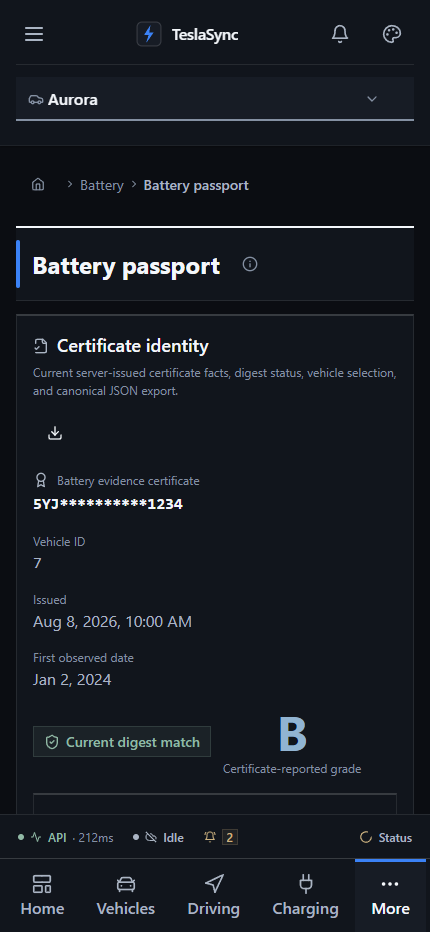 TeslaSync
Aurora
Battery
Battery passport
Battery passport
Certificate identity
Current server-issued certificate facts, digest status, vehicle selection,
and canonical JSON export.
Battery evidence certificate
5YJ**********1234
Vehicle ID
7
Issued
Aug 8, 2026, 10:00 AM
First observed date
Jan 2, 2024
Current digest match
B
Certificate-reported grade
API · 212ms
Idle
2
Status
Home
Vehicles
Driving
Charging
More